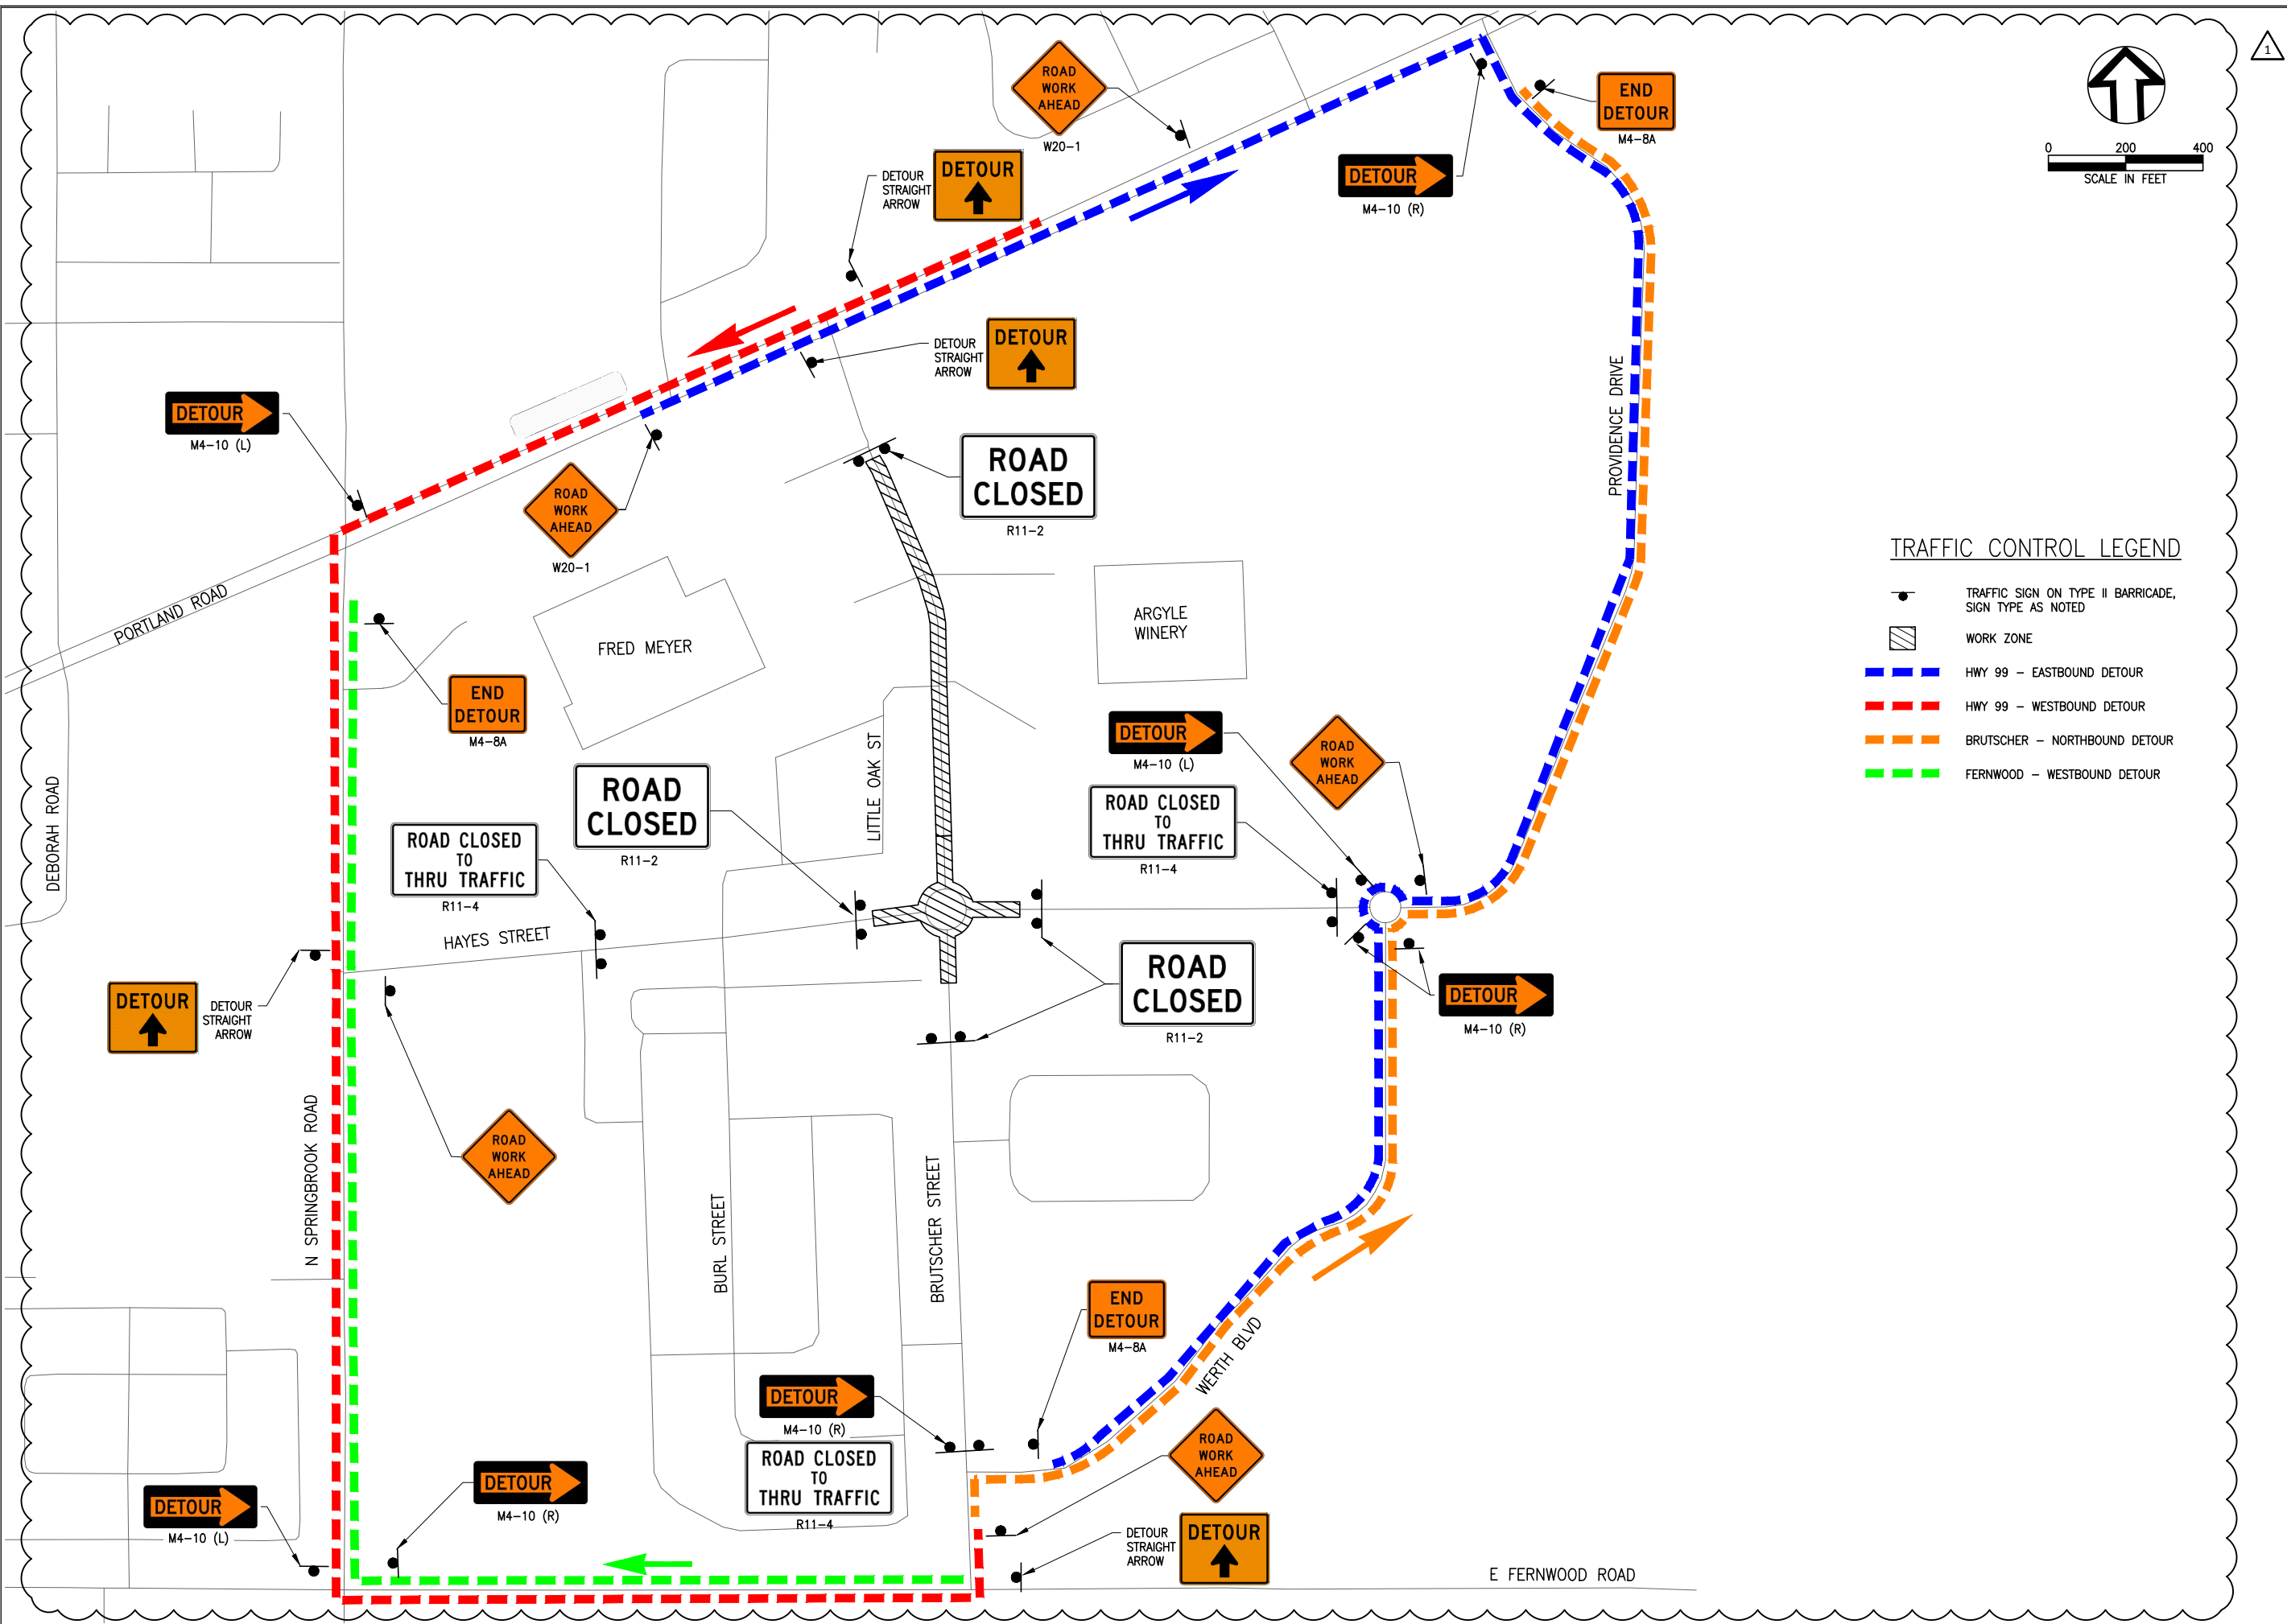 1
ROAD
WORK
AHEAD
W20-1
END
DETOUR
M4-8A
0 200 400
SCALE IN FEET
DETOUR
STRAIGHT
ARROW
DETOUR
DETOUR
M4-10 (R)
DETOUR
STRAIGHT
ARROW
DETOUR
DETOUR
M4-10 (L)
ROAD
CLOSED
R11-2
ROAD
WORK
AHEAD
W20-1
PROVIDENCE DRIVE
PORTLAND ROAD
FRED MEYER
ARGYLE
WINERY
TRAFFIC CONTROL LEGEND
TRAFFIC SIGN ON TYPE II BARRICADE,
SIGN TYPE AS NOTED
WORK ZONE
HWY 99 - EASTBOUND DETOUR
HWY 99 - WESTBOUND DETOUR
BRUTSCHER - NORTHBOUND DETOUR
FERNWOOD - WESTBOUND DETOUR
END
DETOUR
M4-8A
DETOUR
M4-10 (L)
ROAD
WORK
AHEAD
ROAD
CLOSED
R11-2
LITTLE OAK ST
ROAD CLOSED
TO
THRU TRAFFIC
R11-4
DEBORAH ROAD
ROAD CLOSED
TO
THRU TRAFFIC
R11-4
HAYES STREET
ROAD
CLOSED
R11-2
DETOUR
M4-10 (R)
DETOUR
DETOUR
STRAIGHT
ARROW
N SPRINGBROOK ROAD
ROAD
WORK
AHEAD
BURL STREET
BRUTSCHER STREET
END
DETOUR
M4-8A
WERTH BLVD
DETOUR
M4-10 (R)
ROAD CLOSED
TO
THRU TRAFFIC
R11-4
ROAD
WORK
AHEAD
DETOUR
M4-10 (L)
DETOUR
M4-10 (R)
DETOUR
STRAIGHT
ARROW
DETOUR
E FERNWOOD ROAD